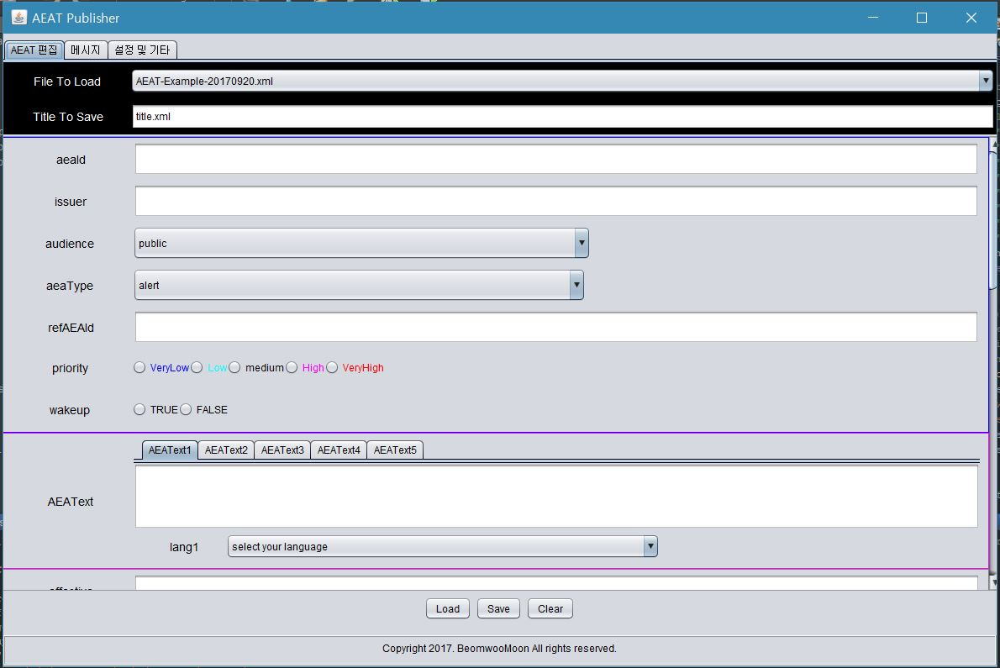 AEAT Publisher
AEAT 편집 메시지 설정 및 기타
File To Load AEAT-Example-20170920.xml
Title To Save title.xml
aeaId
issuer
audience public
aeaType alert
refAEAId
priority VeryLow Low medium High VeryHigh
wakeup TRUE FALSE
AEAText1 AEAText2 AEAText3 AEAText4 AEAText5
AEAText
lang1 select your language
effective
Load Save Clear
Copyright 2017. BeomwooMoon All rights reserved.